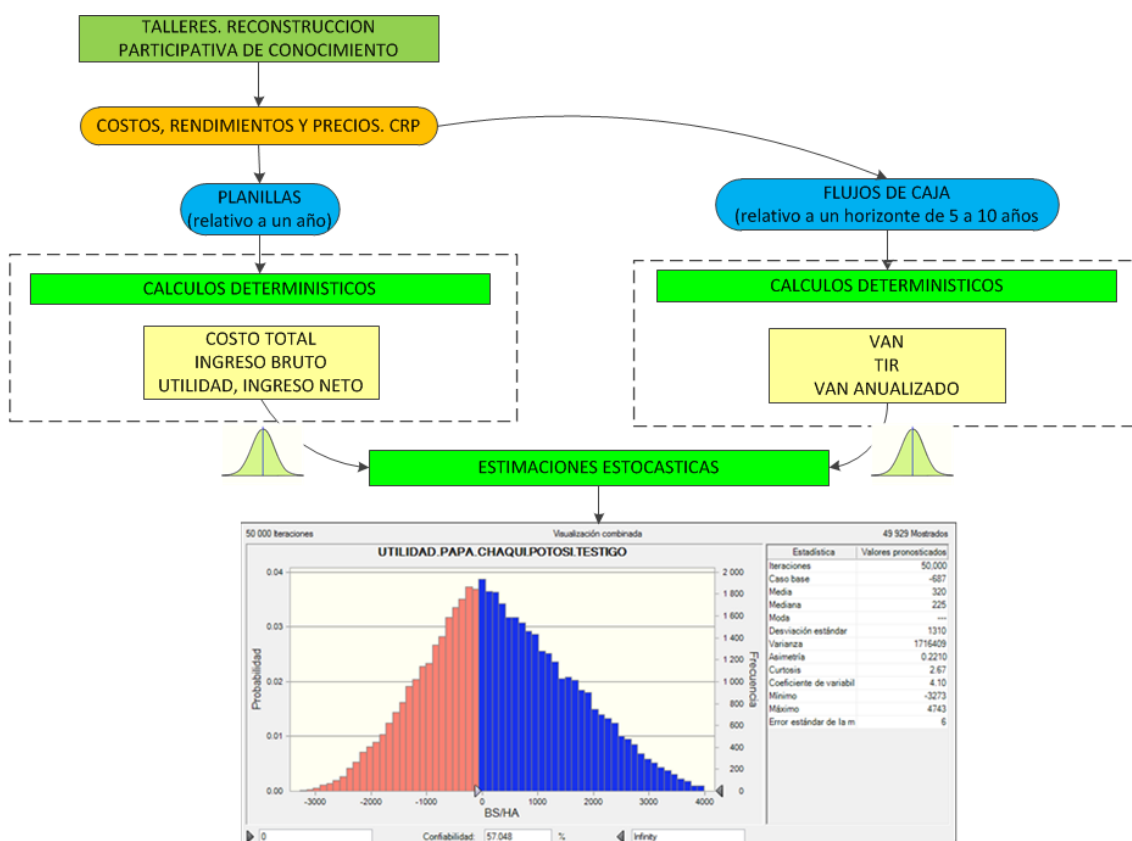 TALLERES. RECONSTRUCCION
PARTICIPATIVA DE CONOCIMIENTO
COSTOS, RENDIMIENTOS Y PRECIOS. CRP
PLANILLAS
(relativo a un año)
FLUJOS DE CAJA
(relativo a un horizonte de 5 a 10 años
CALCULOS DETERMINISTICOS
CALCULOS DETERMINISTICOS
COSTO TOTAL
INGRESO BRUTO
UTILIDAD, INGRESO NETO
VAN
TIR
VAN ANUALIZADO
ESTIMACIONES ESTOCASTICAS
50 000 Iteraciones
Visualización combinada
49 929 Mostrados
UTILIDAD.PAPA.CHAQUI.POTOSI.TESTIGO
Probabilidad
0.04
0.03
0.02
0.01
0.00
2 000
1 800
1 600
1 400
1 200
1 000
800
600
400
200
0
Frecuencia
-3000 -2000 -1000 0 1000 2000 3000 4000
BS/HA
Estadística Valores pronosticados
Iteraciones 50,000
Caso base -687
Media 320
Mediana 225
Moda ---
Desviación estándar 1310
Varianza 1716409
Asimetría 0.2210
Curtosis 2.67
Coeficiente de variabil 4.10
Mínimo -3273
Máximo 4743
Error estándar de la m 6
0 Confiabilidad: 57.048 % Infinity